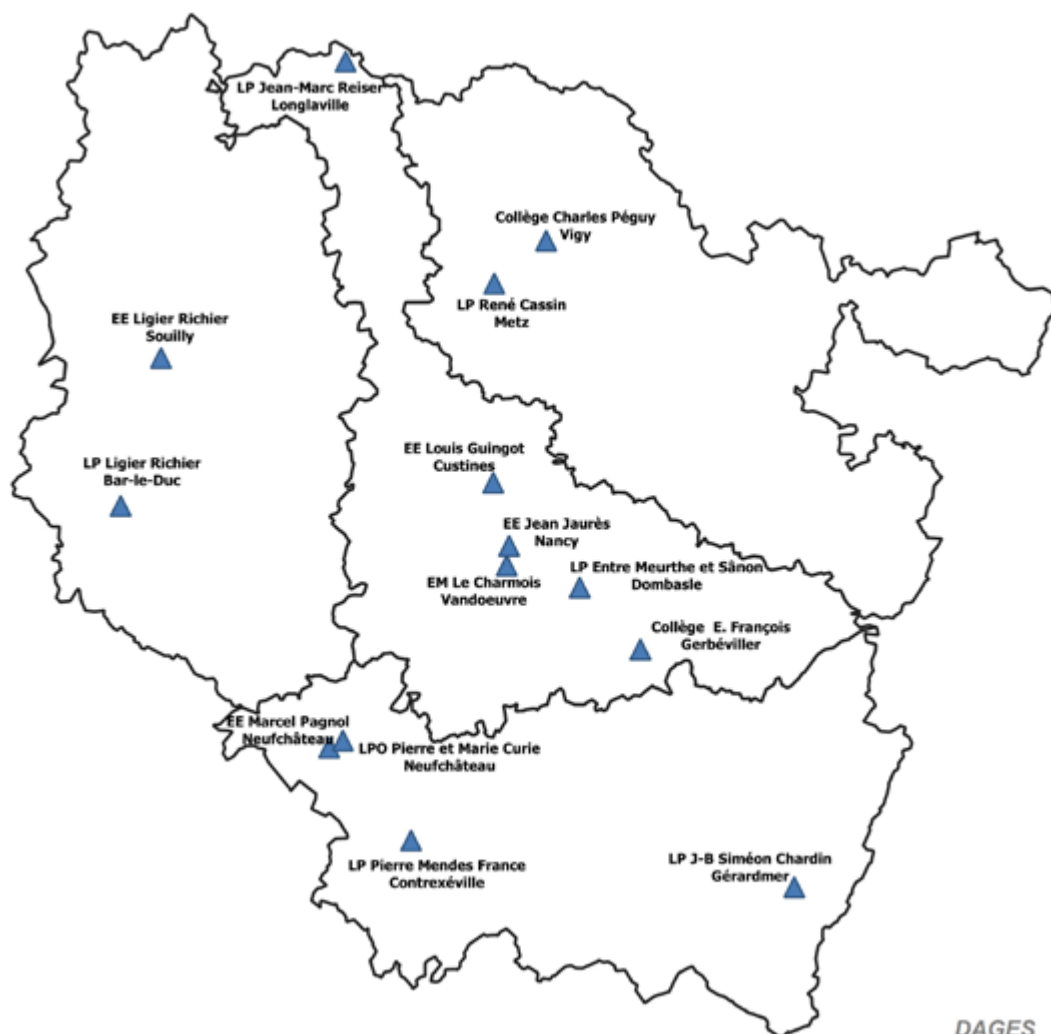 LP Jean-Marc Reiser
Longlaville
Collège Charles Péguy
Vigy
LP René Cassin
Metz
EE Ligier Richier
Souilly
EE Louis Guingot
Custines
LP Ligier Richier
Bar-le-Duc
EE Jean Jaurès
Nancy
LP Entre Meurthe et Sânon
Dombasle
EM Le Charmois
Vandoeuvre
Collège E. François
Gerbéviller
EE Marcel Pagnol
Neufchâteau
LPO Pierre et Marie Curie
Neufchâteau
LP Pierre Mendes France
Contrexéville
LP J-B Siméon Chardin
Gérardmer
DAGES